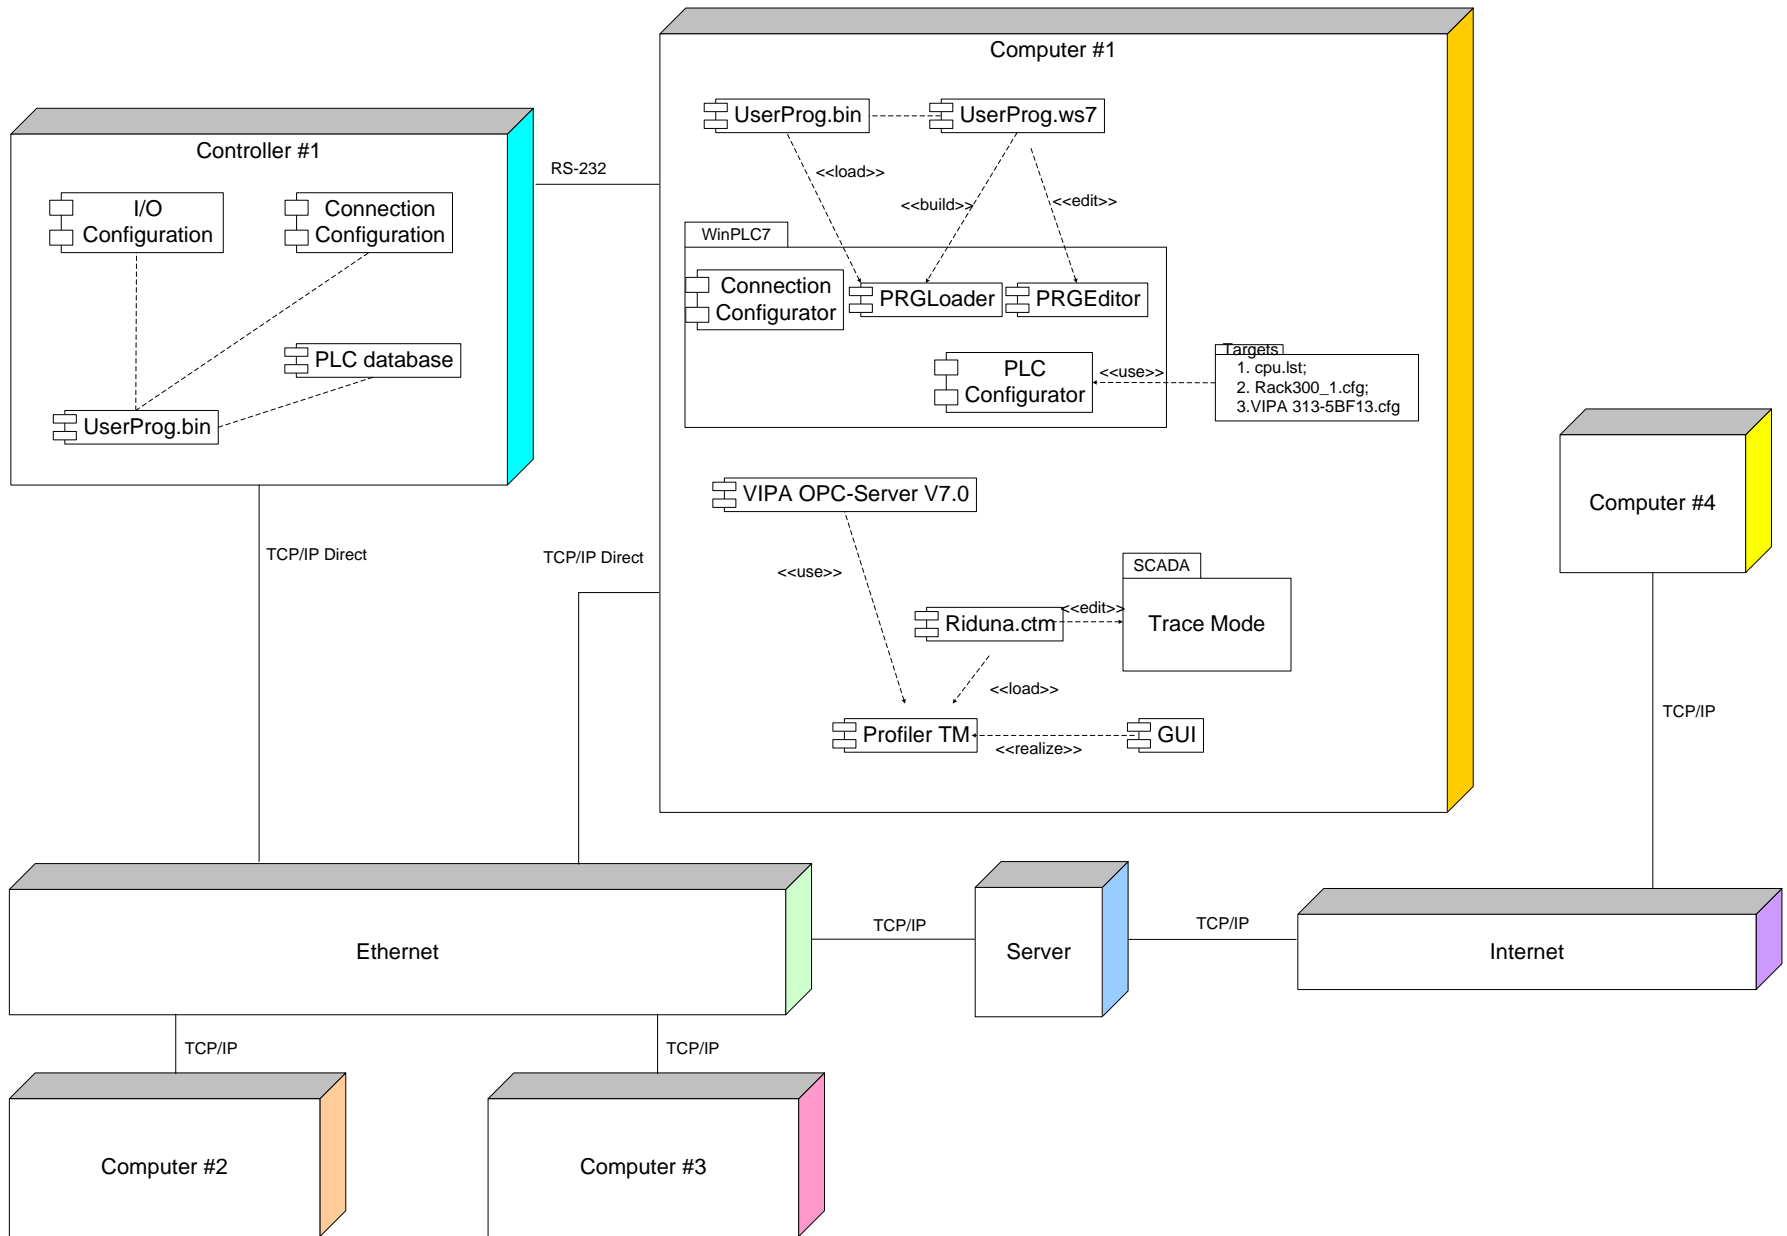 Computer #1
UserProg.bin
UserProg.ws7
Controller #1
RS-232
<<load>>
I/O
Configuration
Connection
Configuration
<<build>>
<<edit>>
WinPLC7
Connection
Configurator
PRGLoader
PRGEditor
PLC database
PLC
Configurator
<<use>>
Targets
1. cpu.lst;
2. Rack300_1.cfg;
3.VIPA 313-5BF13.cfg
UserProg.bin
VIPA OPC-Server V7.0
Computer #4
TCP/IP Direct
TCP/IP Direct
<<use>>
SCADA
<<edit>>
Riduna.ctm
Trace Mode
<<load>>
TCP/IP
Profiler TM
<<realize>>
GUI
Ethernet
TCP/IP
Server
TCP/IP
Internet
TCP/IP
TCP/IP
Computer #2
Computer #3